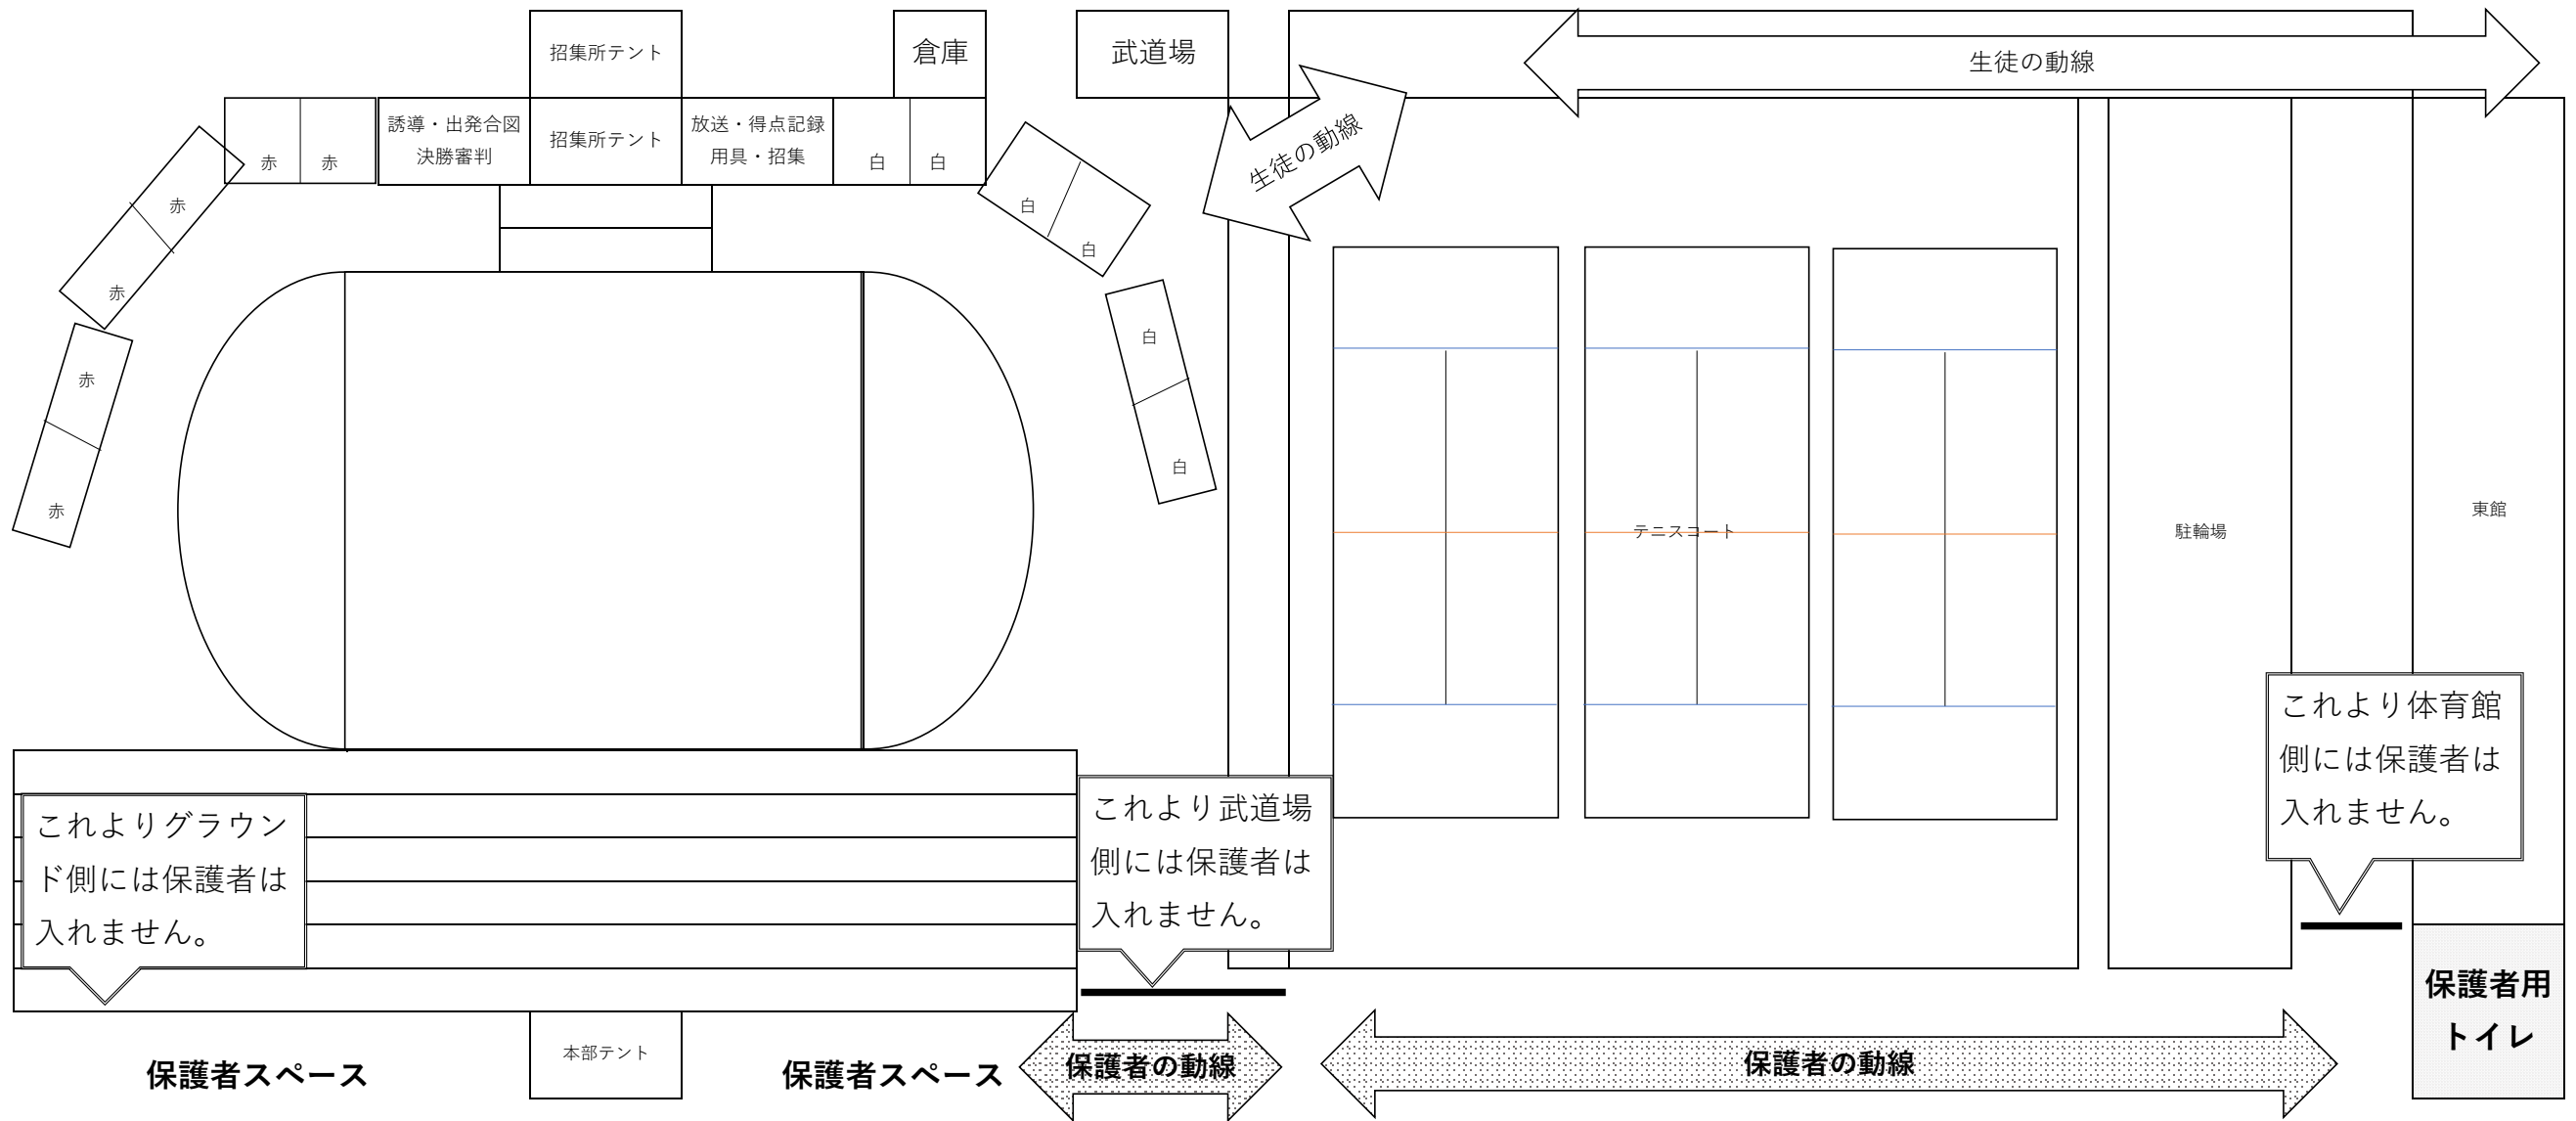 招集所テント
倉庫
武道場
生徒の動線
生徒の動線
赤
赤
誘導・出発合図
決勝審判
招集所テント
放送・得点記録
用具・招集
白
白
赤
赤
白
白
赤
赤
白
白
テニスコート
駐輪場
東館
これより体育館
側には保護者は
入れません。
これより武道場
側には保護者は
入れません。
これよりグラウン
ド側には保護者は
入れません。
保護者用
トイレ
本部テント
保護者スペース
保護者スペース
保護者の動線
保護者の動線